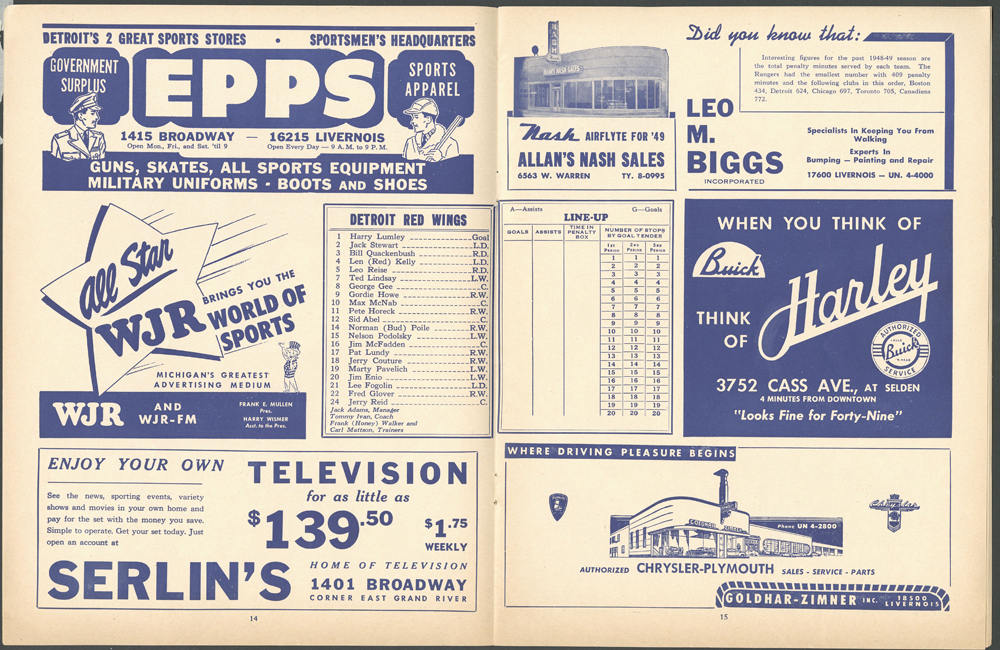 DETROIT'S 2 GREAT SPORTS STORES • SPORTSMEN'S HEADQUARTERS
GOVERNMENT
SURPLUS
EPPS
SPORTS
APPAREL
1415 BROADWAY — 16215 LIVERNOIS
Open Mon., Fri., and Sat. 'til 9 Open Every Day — 9 A.M. to 9 P.M.
GUNS, SKATES, ALL SPORTS EQUIPMENT
MILITARY UNIFORMS - BOOTS AND SHOES
All Star
WJR
BRINGS YOU THE
WORLD OF
SPORTS
MICHIGAN'S GREATEST
ADVERTISING MEDIUM
WJR AND
WJR-FM
FRANK E. MULLEN
Pres.
HARRY WISMER
Asst. to the Pres.
DETROIT RED WINGS
1 Harry Lumley Goal
2 Jack Stewart L.D.
3 Bill Quackenbush R.D.
4 Len (Red) Kelly L.D.
5 Leo Reise R.D.
7 Ted Lindsay L.W.
8 George Gee C.
9 Gordie Howe R.W.
10 Max McNab C.
11 Pete Horeck R.W.
12 Sid Abel C.
14 Norman (Bud) Poile R.W.
15 Nelson Podolsky L.W.
16 Jim McFadden C.
17 Pat Lundy R.W.
18 Jerry Couture R.W.
19 Marty Pavelich L.W.
20 Jim Enio L.W.
21 Lee Fogolin L.D.
22 Fred Glover R.W.
24 Jerry Reid C.
Jack Adams, Manager
Tommy Ivan, Coach
Frank (Honey) Walker and
Carl Mattson, Trainers
ENJOY YOUR OWN
TELEVISION
See the news, sporting events, variety
shows and movies in your own home and
pay for the set with the money you save.
Simple to operate. Get your set today. Just
open an account at
for as little as
$139.50
$1.75
WEEKLY
SERLIN'S
HOME OF TELEVISION
1401 BROADWAY
CORNER EAST GRAND RIVER
14
NASH
Nash AIRFLYTE FOR '49
ALLAN'S NASH SALES
6563 W. WARREN TY. 8-0995
Did you know that:
Interesting figures for the past 1948-49 season are
the total penalty minutes served by each team. The
Rangers had the smallest number with 409 penalty
minutes and the following clubs in this order, Boston
434, Detroit 624, Chicago 697, Toronto 705, Canadiens
772.
LEO
M.
BIGGS
INCORPORATED
Specialists In Keeping You From
Walking
Experts In
Bumping — Painting and Repair
17600 LIVERNOIS — UN. 4-4000
A—Assists G—Goals
LINE-UP
GOALS ASSISTS TIME IN
PENALTY
BOX
NUMBER OF STOPS
BY GOAL TENDER
1st
Period
2nd
Period
3rd
Period
1 1 1
2 2 2
3 3 3
4 4 4
5 5 5
6 6 6
7 7 7
8 8 8
9 9 9
10 10 10
11 11 11
12 12 12
13 13 13
14 14 14
15 15 15
16 16 16
17 17 17
18 18 18
19 19 19
20 20 20
WHEN YOU THINK OF
Buick
Harley
THINK
OF
AUTHORIZED
Buick
SERVICE
3752 CASS AVE., AT SELDEN
4 MINUTES FROM DOWNTOWN
"Looks Fine for Forty-Nine"
WHERE DRIVING PLEASURE BEGINS
GOLDHAR ZIMNER
Phone UN 4-2800
AUTHORIZED CHRYSLER-PLYMOUTH SALES - SERVICE - PARTS
GOLDHAR-ZIMNER INC. 18500
LIVERNOIS
15